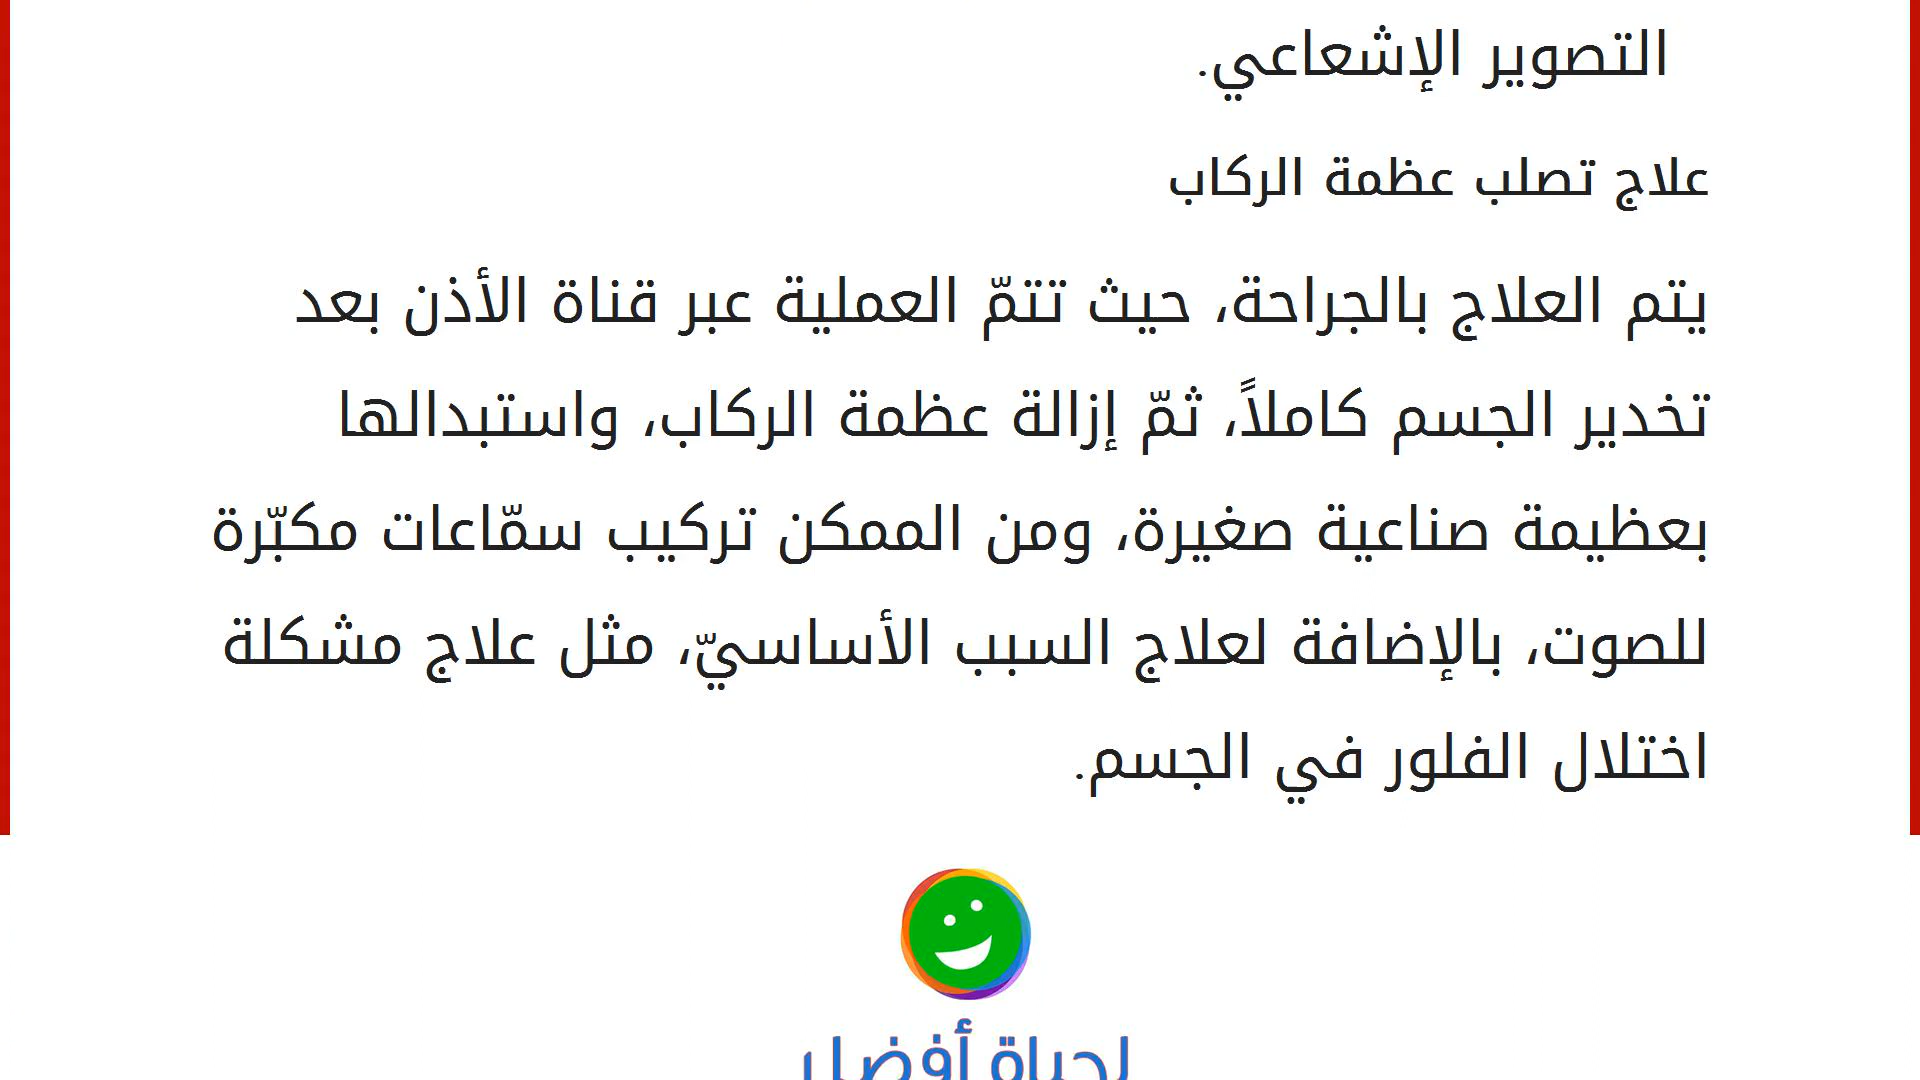 التصوير الإشعاعي.
علاج تصلب عظمة الركاب
يتم العلاج بالجراحة، حيث تتمّ العملية عبر قناة الأذن بعد
تخدير الجسم كاملاً، ثمّ إزالة عظمة الركاب، واستبدالها
بعظيمة صناعية صغيرة، ومن الممكن تركيب سمّاعات مكبّرة
للصوت، بالإضافة لعلاج السبب الأساسيّ، مثل علاج مشكلة
اختلال الفلور في الجسم.
لحياة أفضل